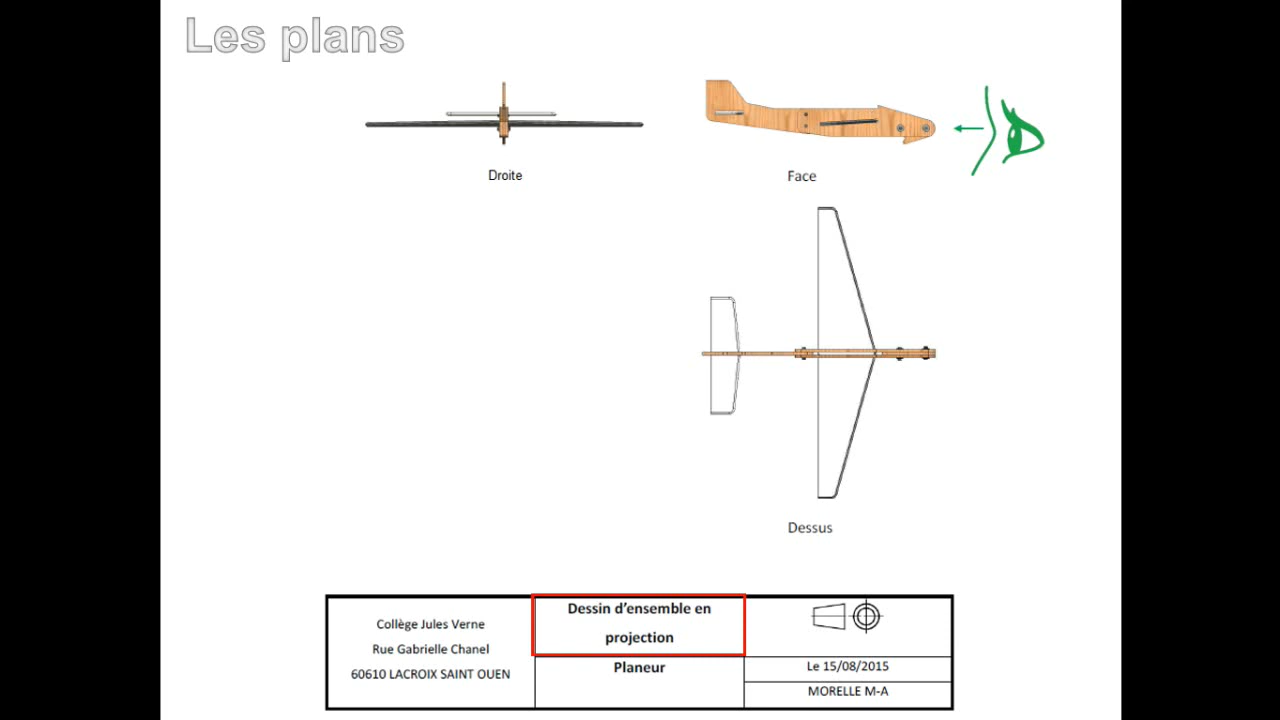 Les plans
Droite
Face
Dessus
Collège Jules Verne
Rue Gabrielle Chanel
60610 LACROIX SAINT OUEN
Dessin d’ensemble en
projection
Planeur
Le 15/08/2015
MORELLE M-A